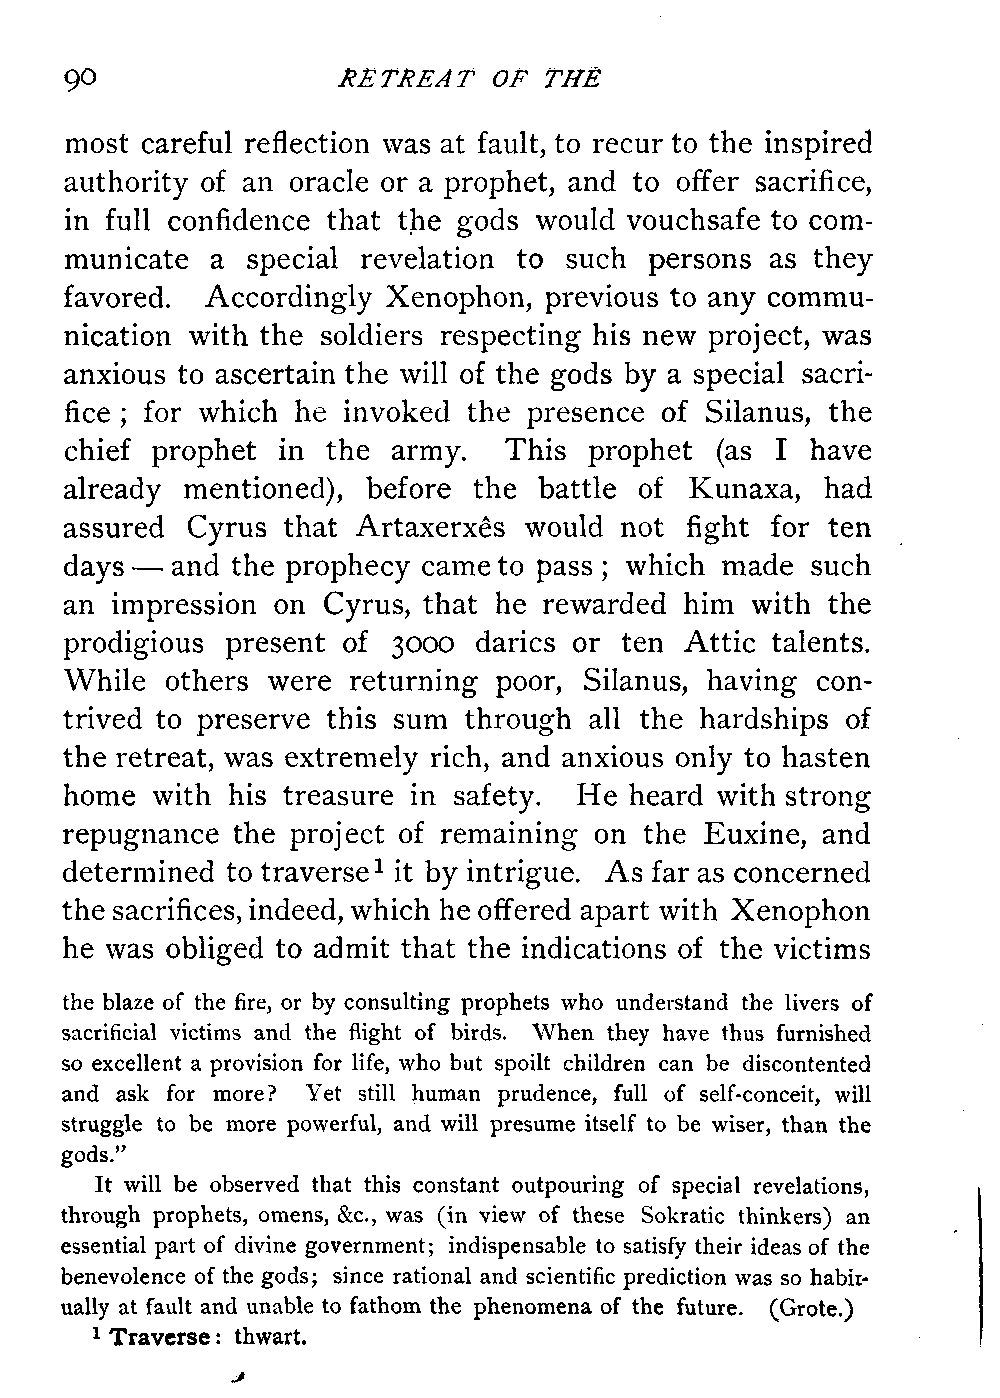 90 RETREAT OF THE
most careful reflection was at fault, to recur to the inspired
authority of an oracle or a prophet, and to offer sacrifice,
in full confidence that the gods would vouchsafe to com-
municate a special revelation to such persons as they
favored. Accordingly Xenophon, previous to any commu-
nication with the soldiers respecting his new project, was
anxious to ascertain the will of the gods by a special sacri-
fice ; for which he invoked the presence of Silanus, the
chief prophet in the army. This prophet (as I have
already mentioned), before the battle of Kunaxa, had
assured Cyrus that Artaxerxês would not fight for ten
days — and the prophecy came to pass ; which made such
an impression on Cyrus, that he rewarded him with the
prodigious present of 3000 darics or ten Attic talents.
While others were returning poor, Silanus, having con-
trived to preserve this sum through all the hardships of
the retreat, was extremely rich, and anxious only to hasten
home with his treasure in safety. He heard with strong
repugnance the project of remaining on the Euxine, and
determined to traverse¹ it by intrigue. As far as concerned
the sacrifices, indeed, which he offered apart with Xenophon
he was obliged to admit that the indications of the victims
the blaze of the fire, or by consulting prophets who understand the livers of
sacrificial victims and the flight of birds. When they have thus furnished
so excellent a provision for life, who but spoilt children can be discontented
and ask for more? Yet still human prudence, full of self-conceit, will
struggle to be more powerful, and will presume itself to be wiser, than the
gods."
It will be observed that this constant outpouring of special revelations,
through prophets, omens, &c., was (in view of these Sokratic thinkers) an
essential part of divine government; indispensable to satisfy their ideas of the
benevolence of the gods; since rational and scientific prediction was so habit-
ually at fault and unable to fathom the phenomena of the future. (Grote.)
¹ Traverse: thwart.